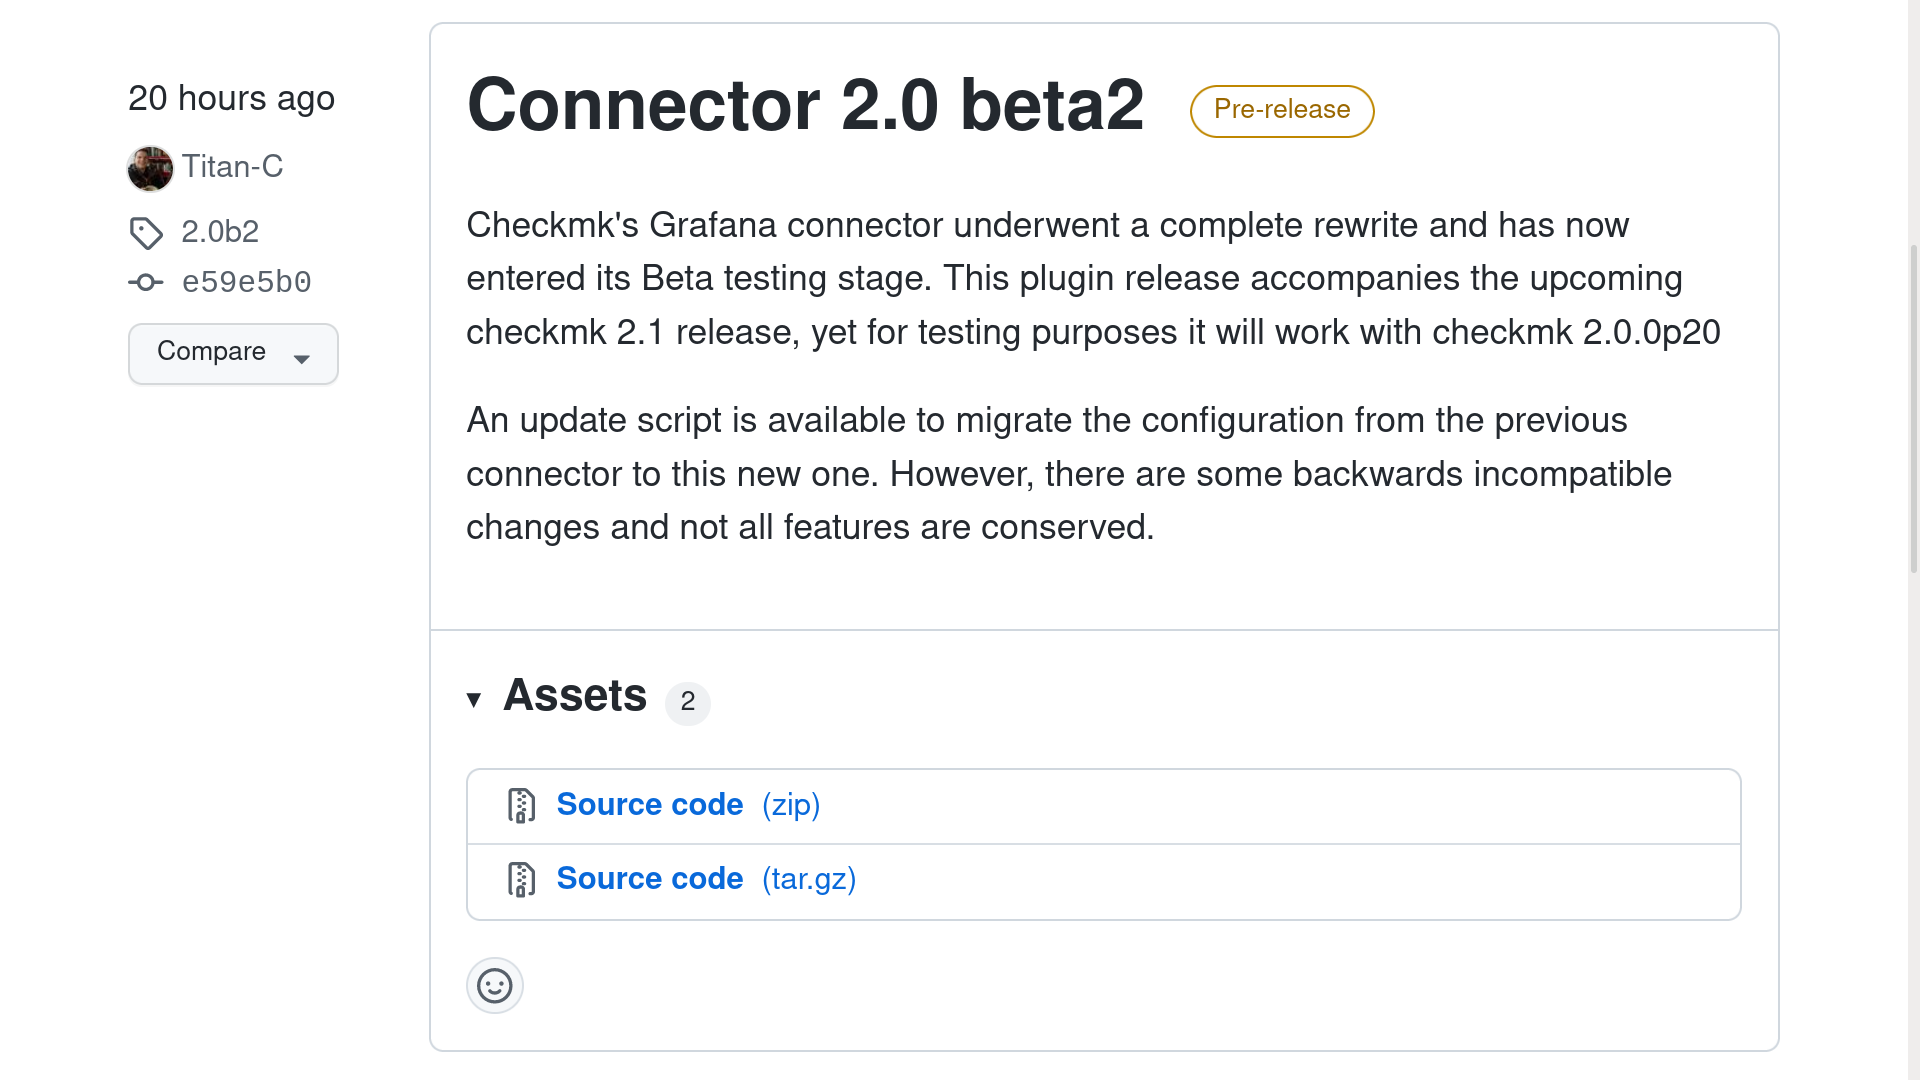 20 hours ago
Titan-C
2.0b2
e59e5b0
Compare
Connector 2.0 beta2 Pre-release
Checkmk's Grafana connector underwent a complete rewrite and has now
entered its Beta testing stage. This plugin release accompanies the upcoming
checkmk 2.1 release, yet for testing purposes it will work with checkmk 2.0.0p20
An update script is available to migrate the configuration from the previous
connector to this new one. However, there are some backwards incompatible
changes and not all features are conserved.
Assets 2
Source code (zip)
Source code (tar.gz)